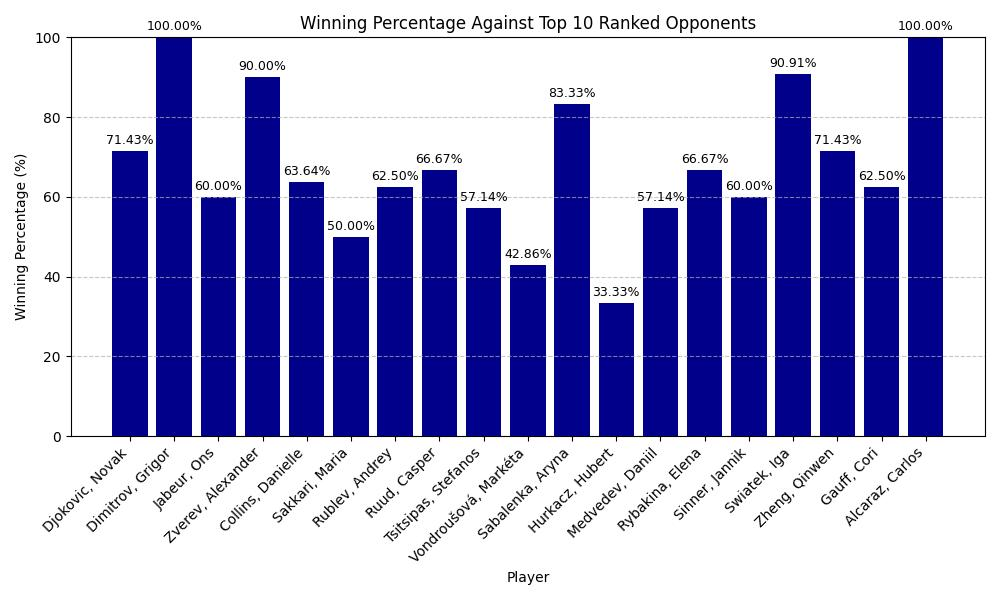 Winning Percentage Against Top 10 Ranked Opponents
Winning Percentage (%)
100
80
60
40
20
0
71.43%
100.00%
60.00%
90.00%
63.64%
50.00%
62.50%
66.67%
57.14%
42.86%
83.33%
33.33%
57.14%
66.67%
60.00%
90.91%
71.43%
62.50%
100.00%
Djokovic, Novak
Dimitrov, Grigor
Jabeur, Ons
Zverev, Alexander
Collins, Danielle
Sakkari, Maria
Rublev, Andrey
Ruud, Casper
Tsitsipas, Stefanos
Vondroušová, Markéta
Sabalenka, Aryna
Hurkacz, Hubert
Medvedev, Daniil
Rybakina, Elena
Sinner, Jannik
Swiatek, Iga
Zheng, Qinwen
Gauff, Cori
Alcaraz, Carlos
Player